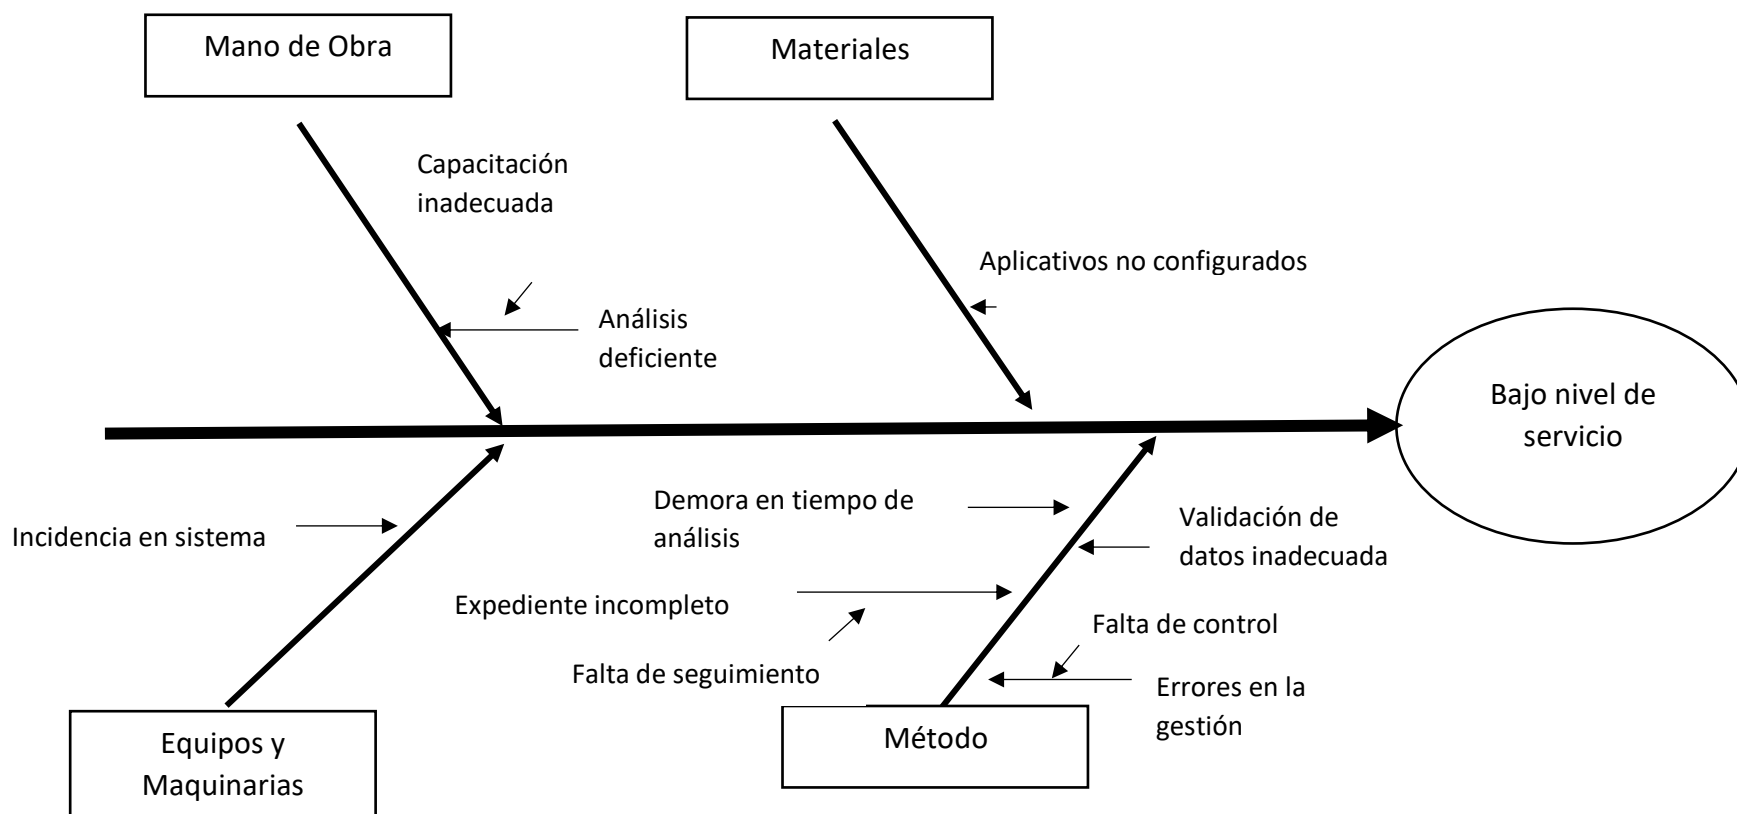 Mano de Obra
Materiales
Capacitación
inadecuada
Aplicativos no configurados
Análisis
deficiente
Bajo nivel de
servicio
Demora en tiempo de
análisis
Validación de
datos inadecuada
Incidencia en sistema
Expediente incompleto
Falta de control
Falta de seguimiento
Errores en la
gestión
Equipos y
Maquinarias
Método